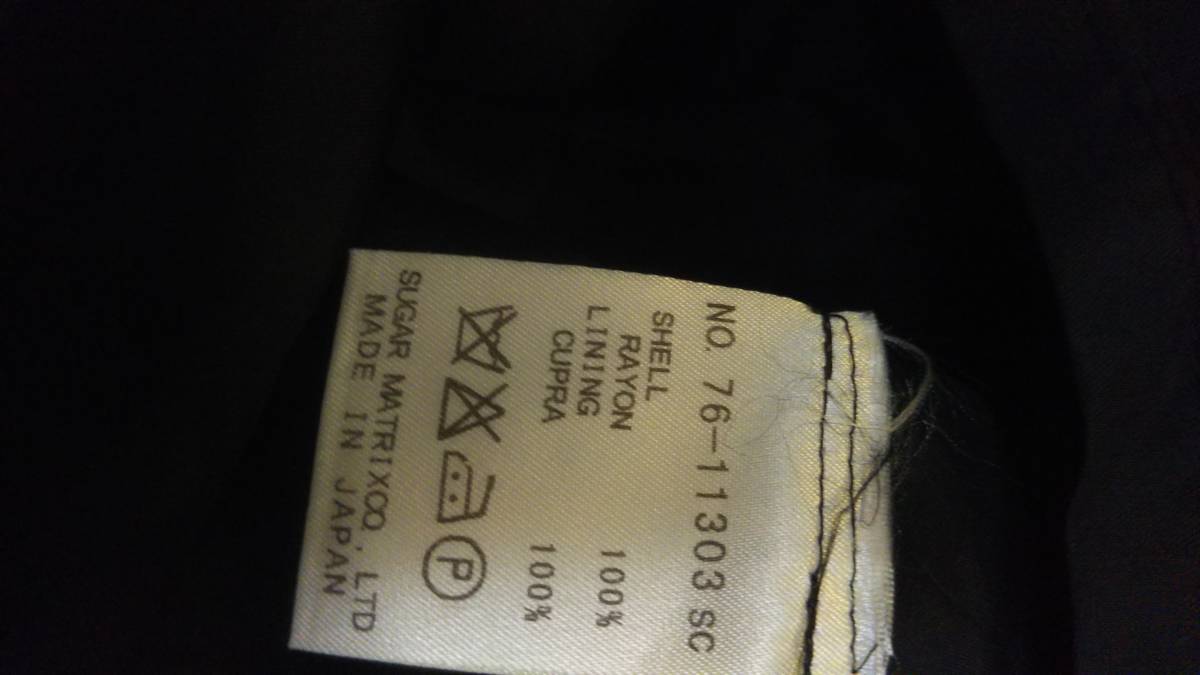 NO. 76-11303 SC
SHELL
RAYON 100%
LINING
CUPRA 100%
P
SUGAR MATRIXCO., LTD
MADE IN JAPAN